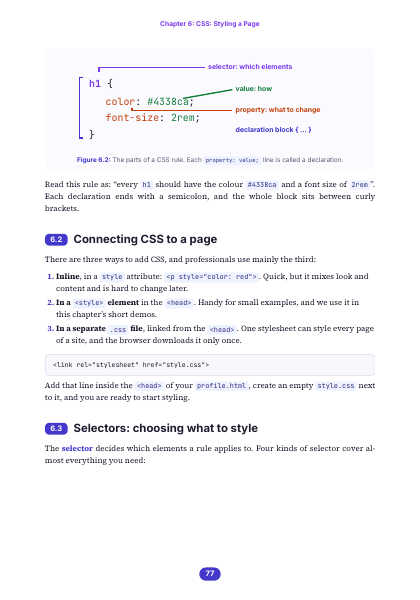 Chapter 6: CSS: Styling a Page
selector: which elements
h1 {
value: how
color: #4338ca;
property: what to change
font-size: 2rem;
declaration block { ... }
}
Figure 6.2: The parts of a CSS rule. Each property: value; line is called a declaration.
Read this rule as: “every h1 should have the colour #4338ca and a font size of 2rem”.
Each declaration ends with a semicolon, and the whole block sits between curly
brackets.
6.2 Connecting CSS to a page
There are three ways to add CSS, and professionals use mainly the third:
1. Inline, in a style attribute: <p style="color: red">. Quick, but it mixes look and
content and is hard to change later.
2. In a <style> element in the <head>. Handy for small examples, and we use it in
this chapter’s short demos.
3. In a separate .css file, linked from the <head>. One stylesheet can style every page
of a site, and the browser downloads it only once.
<link rel="stylesheet" href="style.css">
Add that line inside the <head> of your profile.html, create an empty style.css next
to it, and you are ready to start styling.
6.3 Selectors: choosing what to style
The selector decides which elements a rule applies to. Four kinds of selector cover al-
most everything you need:
77